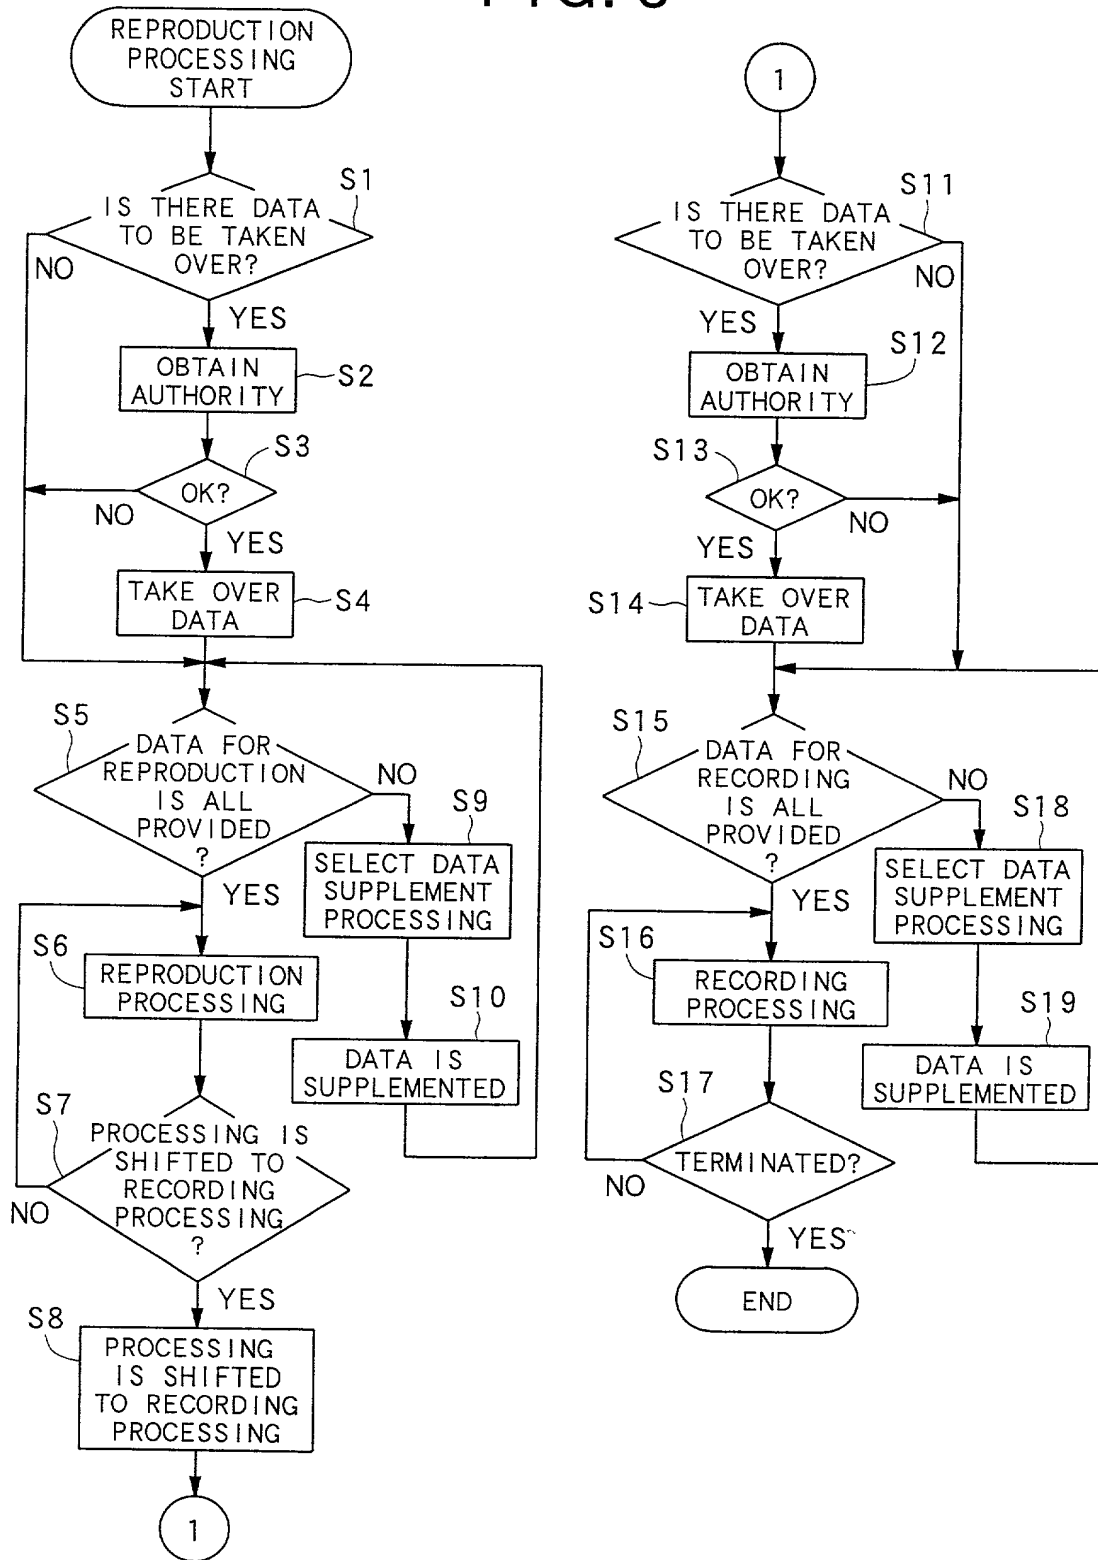 REPRODUCTION
PROCESSING
START
S1
IS THERE DATA
TO BE TAKEN
OVER?
NO
YES
OBTAIN
AUTHORITY
S2
S3
OK?
NO
YES
TAKE OVER
DATA
S4
S5
DATA FOR
REPRODUCTION
IS ALL
PROVIDED
?
NO
YES
S9
SELECT DATA
SUPPLEMENT
PROCESSING
S6
REPRODUCTION
PROCESSING
S10
DATA IS
SUPPLEMENTED
S7
PROCESSING IS
SHIFTED TO
RECORDING
PROCESSING
?
NO
YES
S8
PROCESSING
IS SHIFTED
TO RECORDING
PROCESSING
1
1
S11
IS THERE DATA
TO BE TAKEN
OVER?
NO
YES
S12
OBTAIN
AUTHORITY
S13
OK?
NO
YES
S14
TAKE OVER
DATA
S15
DATA FOR
RECORDING
IS ALL
PROVIDED
?
NO
YES
S18
SELECT DATA
SUPPLEMENT
PROCESSING
S16
RECORDING
PROCESSING
S19
DATA IS
SUPPLEMENTED
S17
TERMINATED?
NO
YES
END